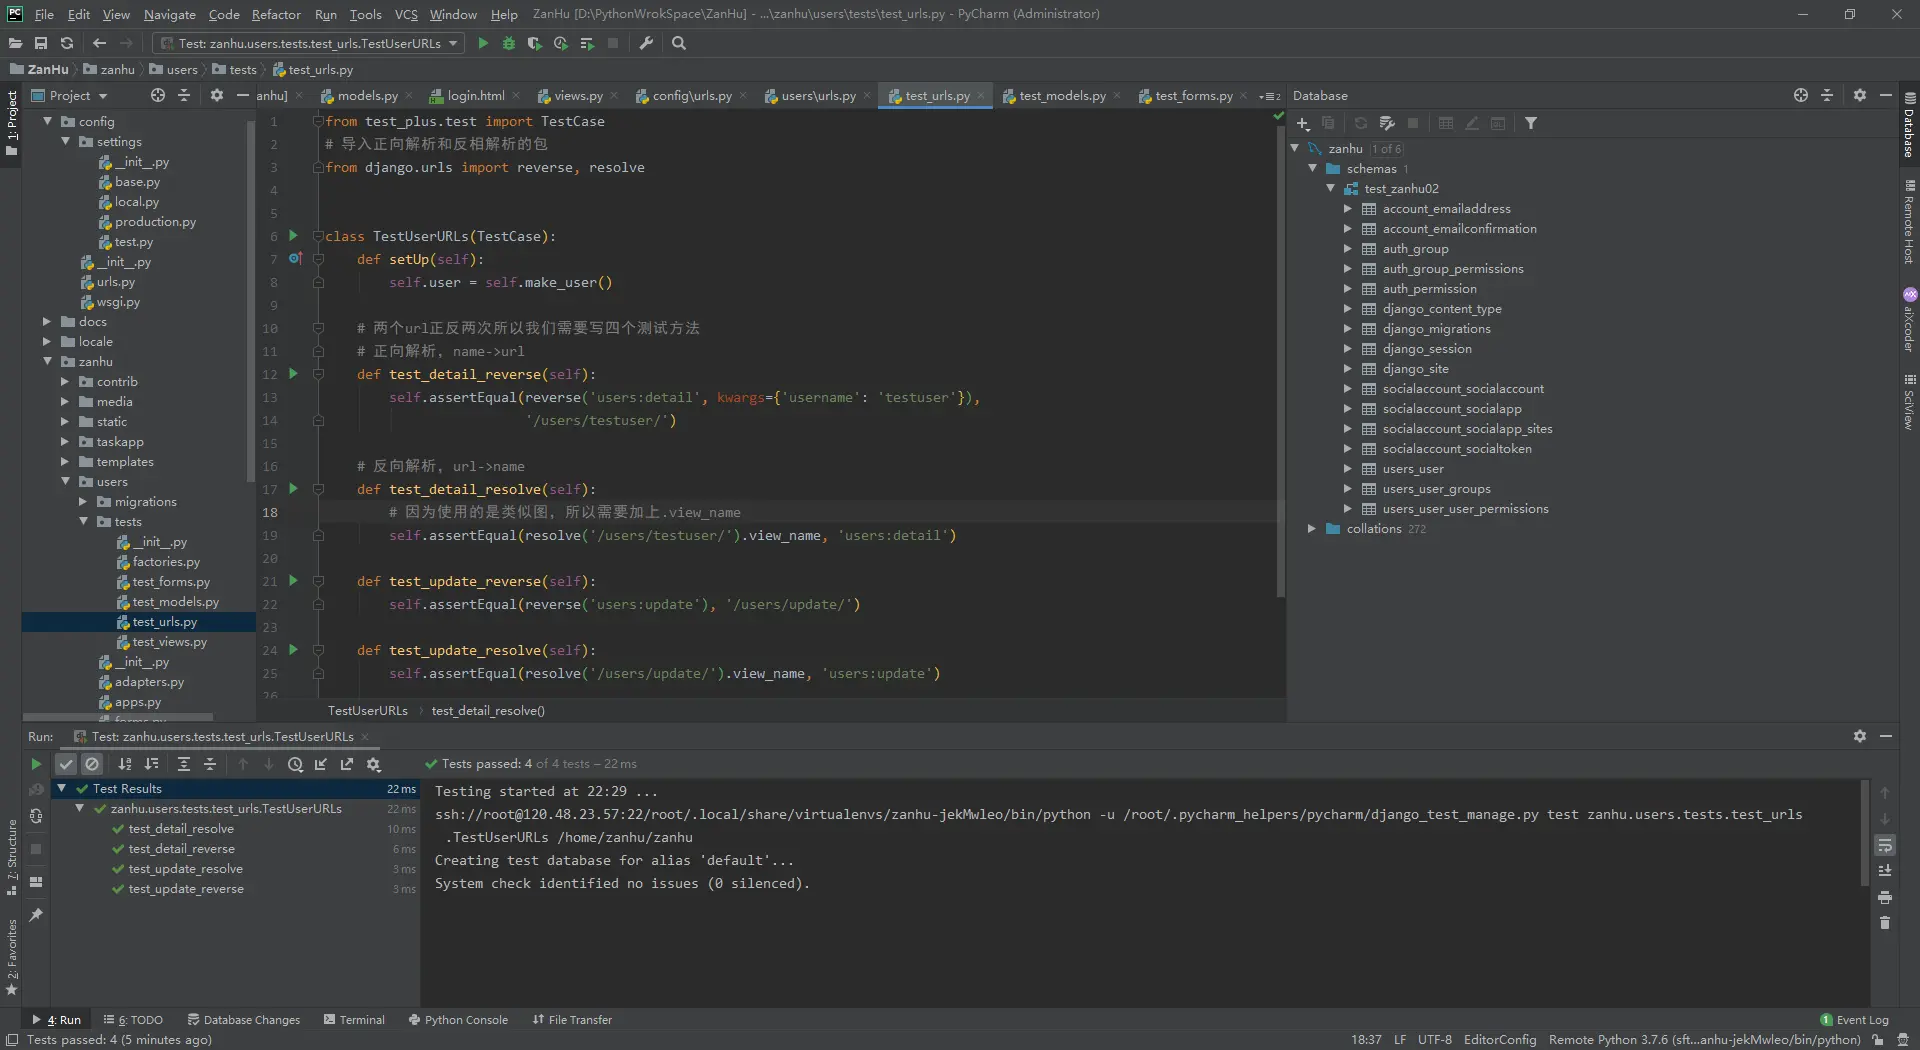 File Edit View Navigate Code Refactor Run Tools VCS Window Help ZanHu [D:\PythonWrokSpace\ZanHu] - ...\zanhu\users\tests\test_urls.py - PyCharm (Administrator)
Test: zanhu.users.tests.test_urls.TestUserURLs
ZanHu zanhu users tests test_urls.py
1: Project
Project
config
settings
__init__.py
base.py
local.py
production.py
test.py
__init__.py
urls.py
wsgi.py
docs
locale
zanhu
contrib
media
static
taskapp
templates
users
migrations
tests
__init__.py
factories.py
test_forms.py
test_models.py
test_urls.py
test_views.py
__init__.py
adapters.py
apps.py
forms.py
anhu] models.py login.html views.py config\urls.py users\urls.py test_urls.py test_models.py test_forms.py
1 from test_plus.test import TestCase
2 # 导入正向解析和反相解析的包
3 from django.urls import reverse, resolve
4
5
6 class TestUserURLs(TestCase):
7 def setUp(self):
8 self.user = self.make_user()
9
10 # 两个url正反两次所以我们需要写四个测试方法
11 # 正向解析，name->url
12 def test_detail_reverse(self):
13 self.assertEqual(reverse('users:detail', kwargs={'username': 'testuser'}),
14 '/users/testuser/')
15
16 # 反向解析，url->name
17 def test_detail_resolve(self):
18 # 因为使用的是类似图，所以需要加上.view_name
19 self.assertEqual(resolve('/users/testuser/').view_name, 'users:detail')
20
21 def test_update_reverse(self):
22 self.assertEqual(reverse('users:update'), '/users/update/')
23
24 def test_update_resolve(self):
25 self.assertEqual(resolve('/users/update/').view_name, 'users:update')
26
TestUserURLs test_detail_resolve()
Database
zanhu 1 of 6
schemas 1
test_zanhu02
account_emailaddress
account_emailconfirmation
auth_group
auth_group_permissions
auth_permission
django_content_type
django_migrations
django_session
django_site
socialaccount_socialaccount
socialaccount_socialapp
socialaccount_socialapp_sites
socialaccount_socialtoken
users_user
users_user_groups
users_user_user_permissions
collations 272
Database
Remote Host
aiXcoder
SciView
Run: Test: zanhu.users.tests.test_urls.TestUserURLs
Tests passed: 4 of 4 tests – 22 ms
Test Results 22 ms
zanhu.users.tests.test_urls.TestUserURLs 22 ms
test_detail_resolve 10 ms
test_detail_reverse 6 ms
test_update_resolve 3 ms
test_update_reverse 3 ms
Testing started at 22:29 ...
ssh://root@120.48.23.57:22/root/.local/share/virtualenvs/zanhu-jekMwleo/bin/python -u /root/.pycharm_helpers/pycharm/django_test_manage.py test zanhu.users.tests.test_urls
.TestUserURLs /home/zanhu/zanhu
Creating test database for alias 'default'...
System check identified no issues (0 silenced).
7: Structure
2: Favorites
4: Run 6: TODO Database Changes Terminal Python Console File Transfer 1 Event Log
Tests passed: 4 (5 minutes ago) 18:37 LF UTF-8 EditorConfig Remote Python 3.7.6 (sft...anhu-jekMwleo/bin/python)